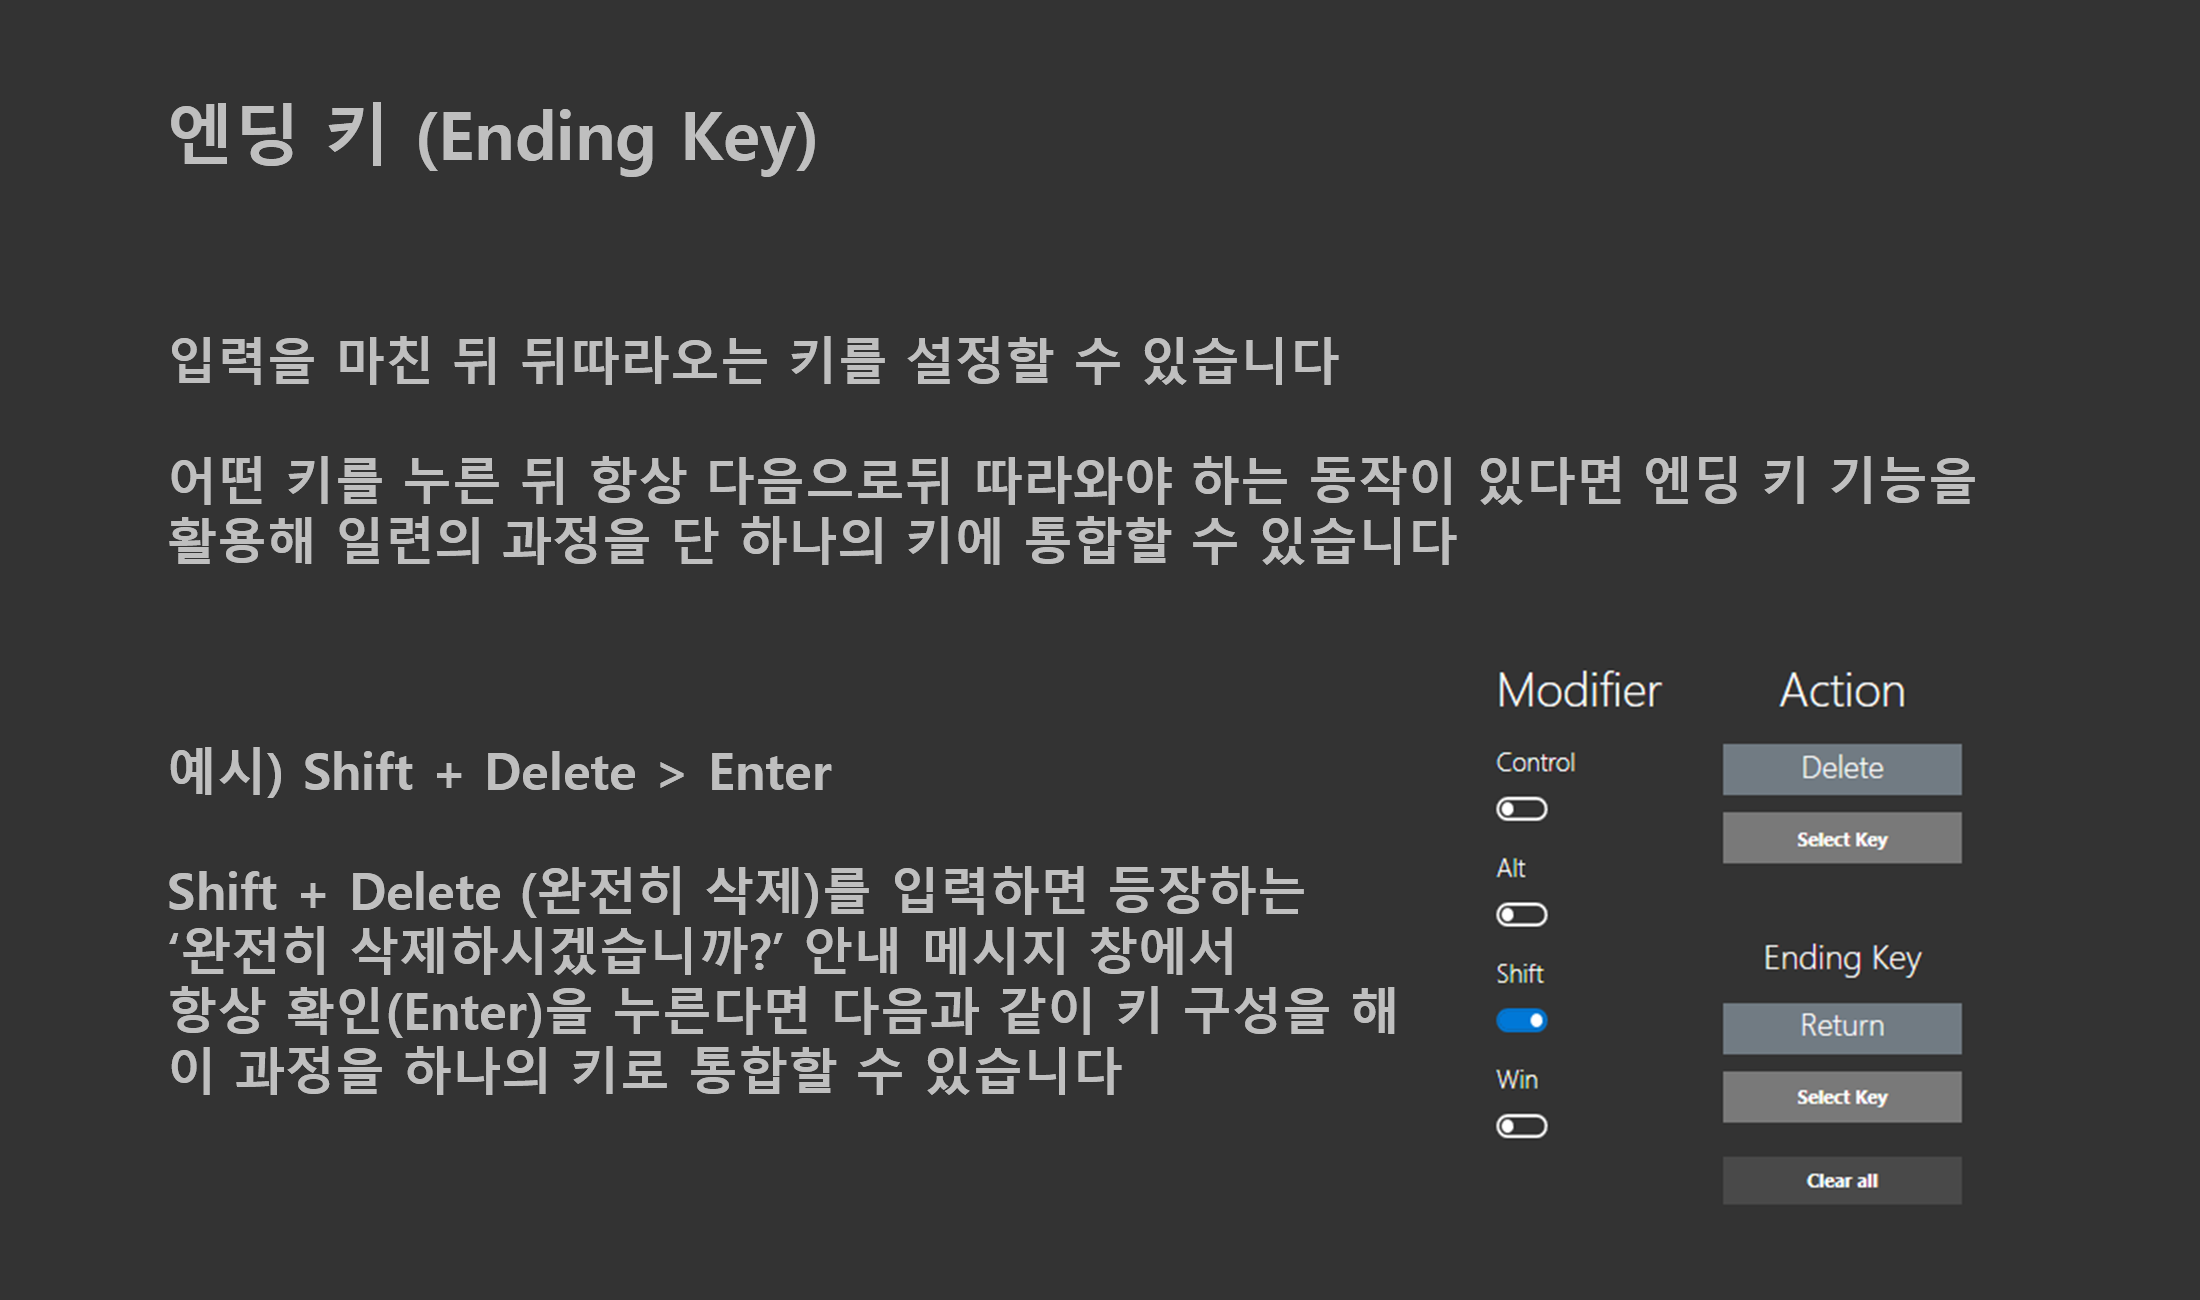 엔딩 키 (Ending Key)
입력을 마친 뒤 뒤따라오는 키를 설정할 수 있습니다
어떤 키를 누른 뒤 항상 다음으로뒤 따라와야 하는 동작이 있다면 엔딩 키 기능을
활용해 일련의 과정을 단 하나의 키에 통합할 수 있습니다
예시) Shift + Delete > Enter
Shift + Delete (완전히 삭제)를 입력하면 등장하는
‘완전히 삭제하시겠습니까?’ 안내 메시지 창에서
항상 확인(Enter)을 누른다면 다음과 같이 키 구성을 해
이 과정을 하나의 키로 통합할 수 있습니다
Modifier
Control
Alt
Shift
Win
Action
Delete
Select Key
Ending Key
Return
Select Key
Clear all